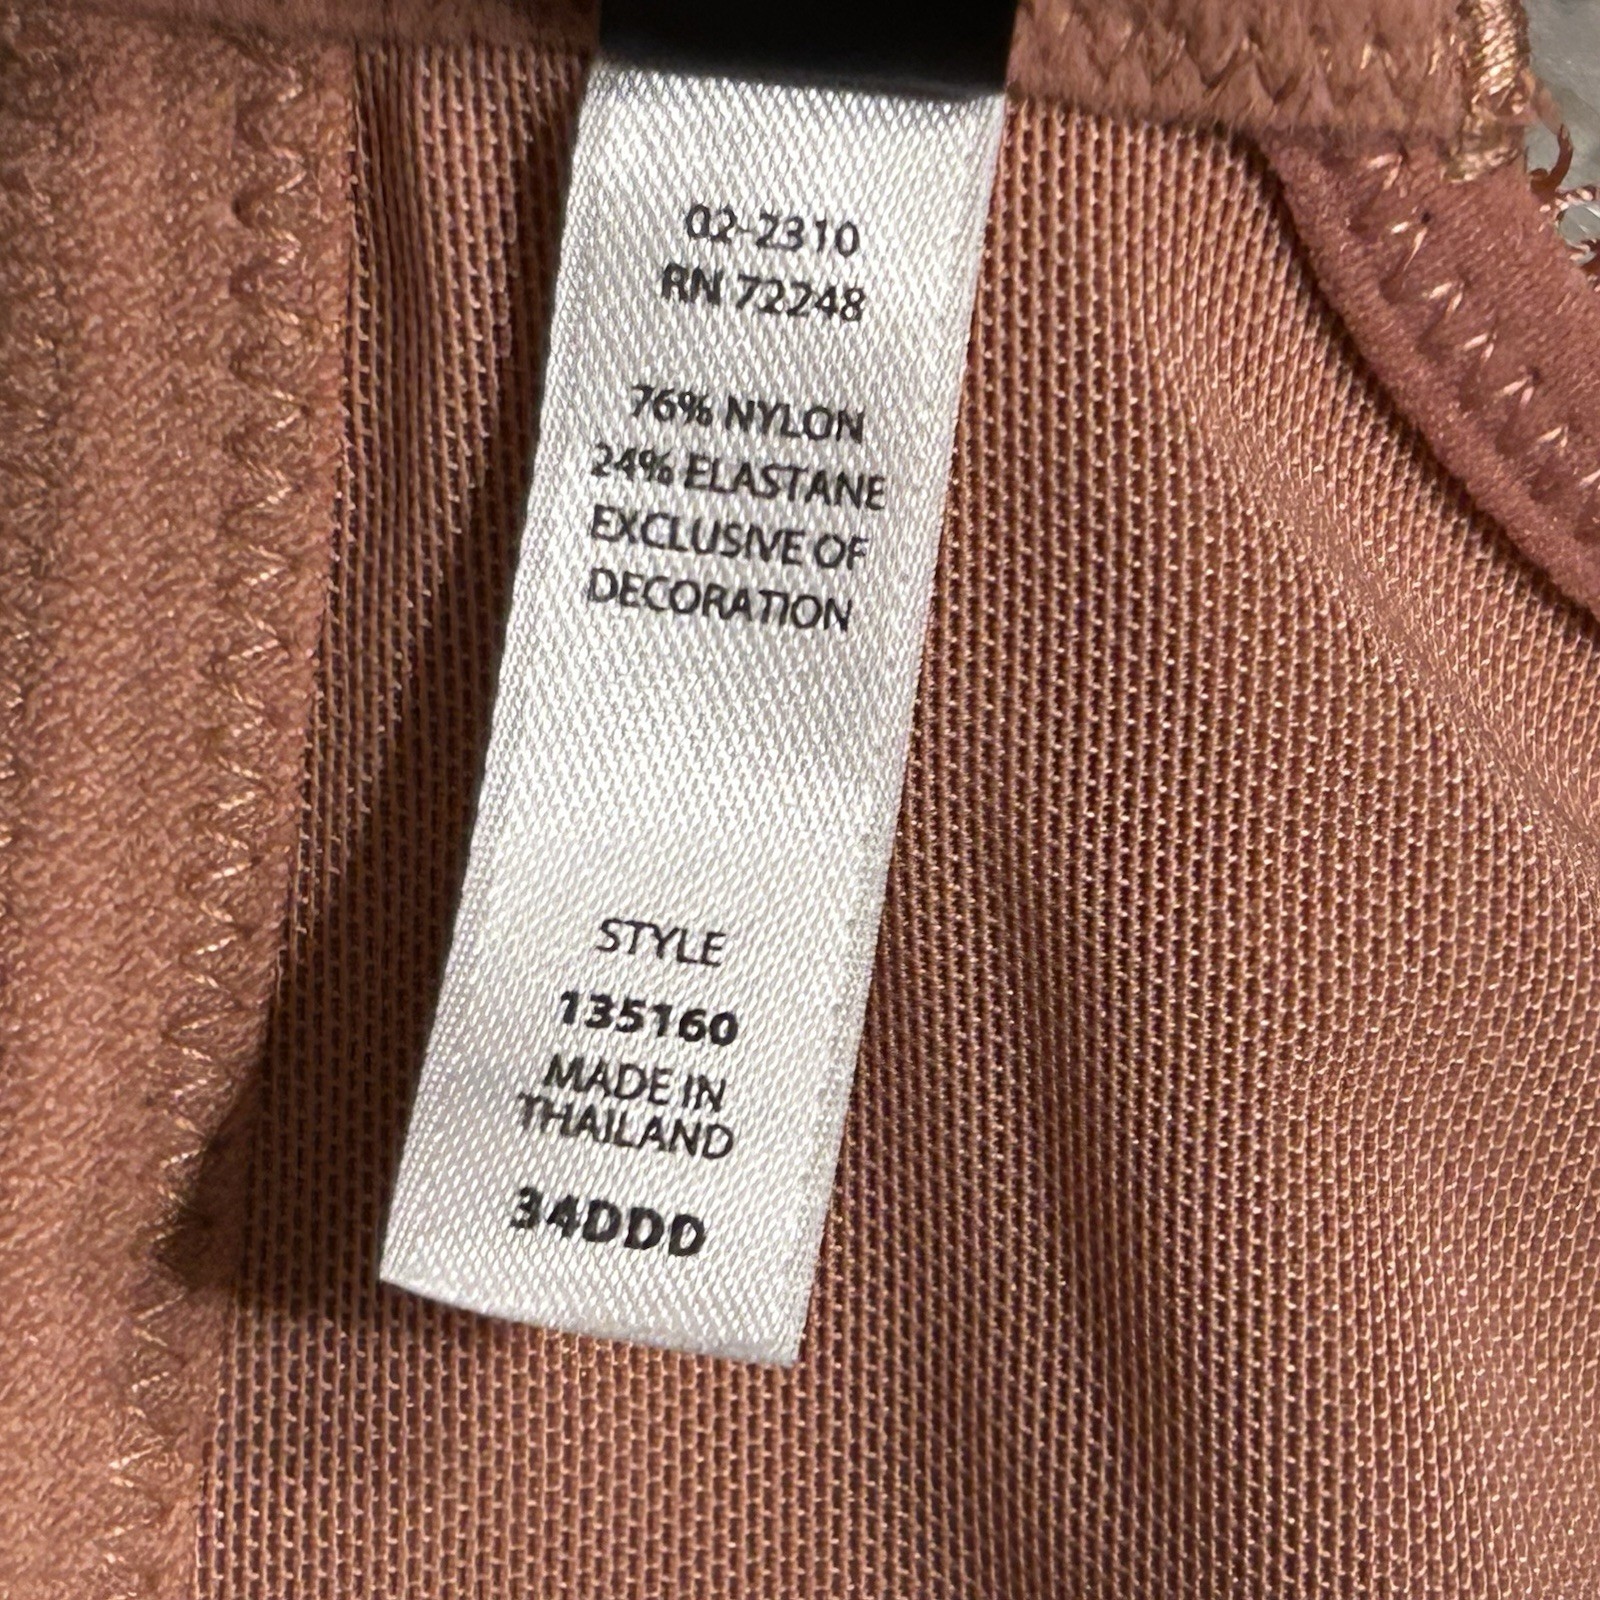 02-2310
RN 72248
76% NYLON
24% ELASTANE
EXCLUSIVE OF
DECORATION
STYLE
135160
MADE IN
THAILAND
34DDD